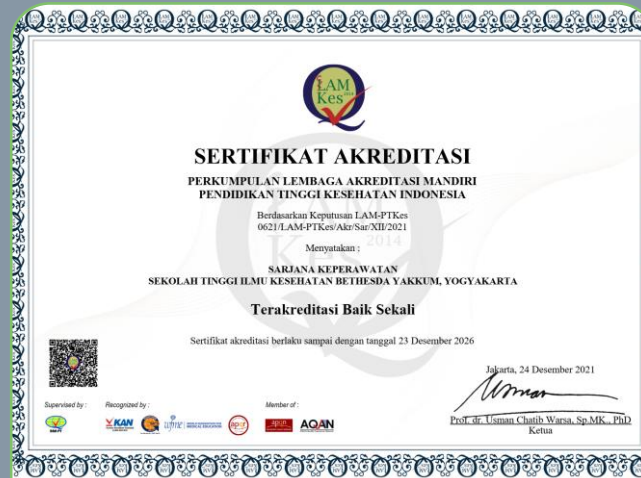 LAM
Kes 2014
SERTIFIKAT AKREDITASI
PERKUMPULAN LEMBAGA AKREDITASI MANDIRI
PENDIDIKAN TINGGI KESEHATAN INDONESIA
Berdasarkan Keputusan LAM-PTKes
0621/LAM-PTKes/Akr/Sar/XII/2021
Menyatakan :
SARJANA KEPERAWATAN
SEKOLAH TINGGI ILMU KESEHATAN BETHESDA YAKKUM, YOGYAKARTA
Terakreditasi Baik Sekali
Sertifikat akreditasi berlaku sampai dengan tanggal 23 Desember 2026
Jakarta, 24 Desember 2021
Supervised by :
Recognized by :
Member of :
KAN
wfme
AQAN
Prof. dr. Usman Chatib Warsa, Sp.MK., PhD
Ketua